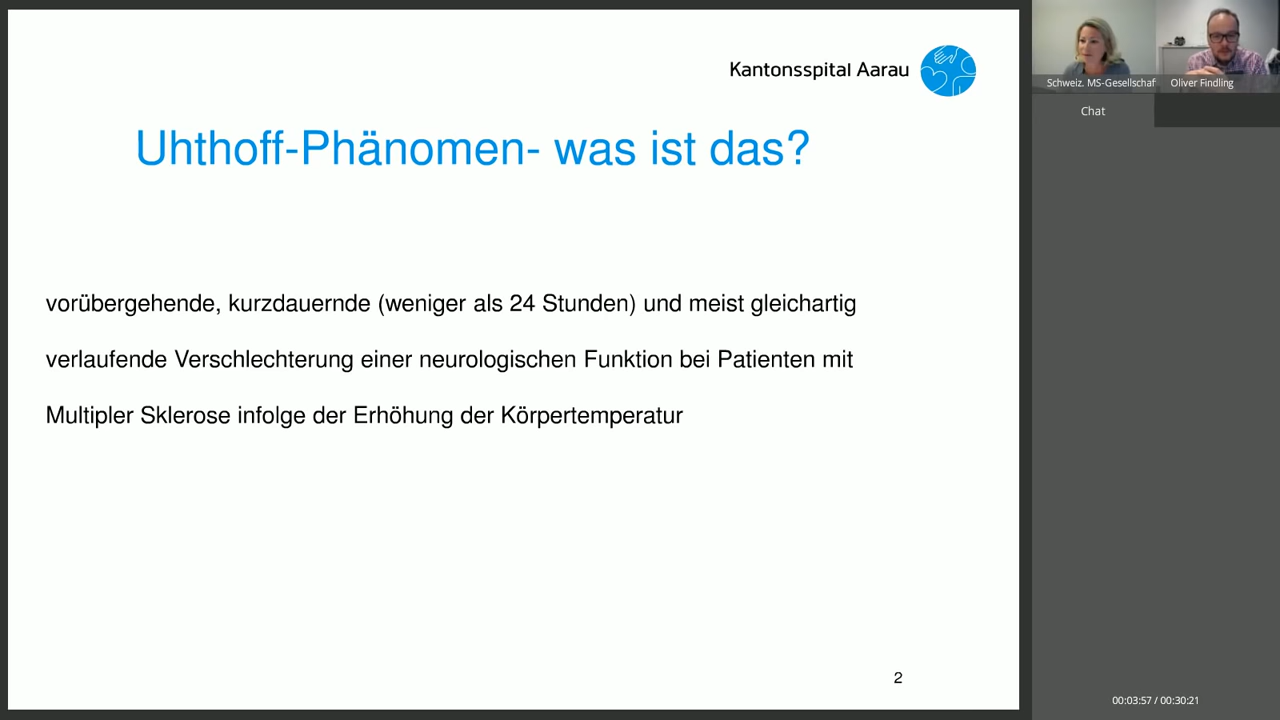 Kantonsspital Aarau
Uhthoff-Phänomen- was ist das?
vorübergehende, kurzdauernde (weniger als 24 Stunden) und meist gleichartig
verlaufende Verschlechterung einer neurologischen Funktion bei Patienten mit
Multipler Sklerose infolge der Erhöhung der Körpertemperatur
2
Schweiz. MS-Gesellschaf
Oliver Findling
Chat
00:03:57 / 00:30:21